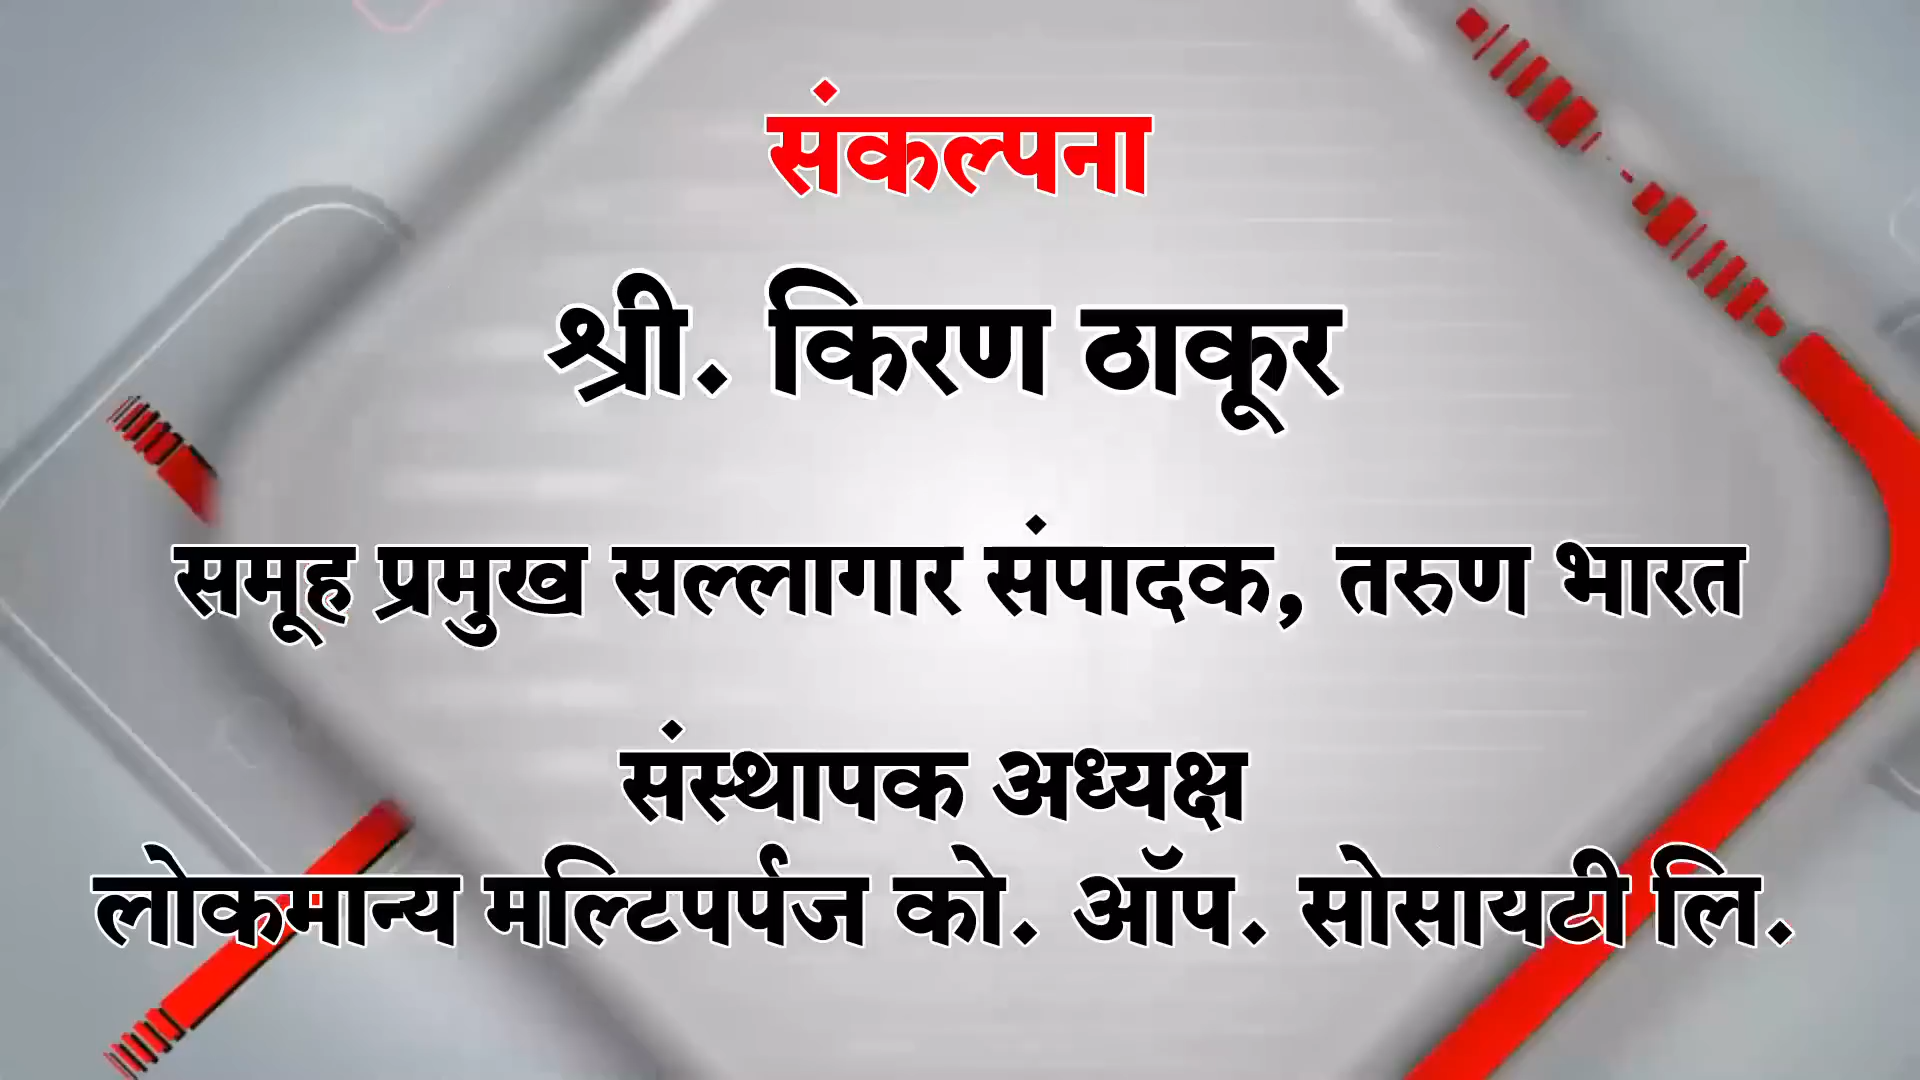 संकल्पना
श्री. किरण ठाकूर
समूह प्रमुख सल्लागार संपादक, तरुण भारत
संस्थापक अध्यक्ष
लोकमान्य मल्टिपर्पज को. ऑप. सोसायटी लि.